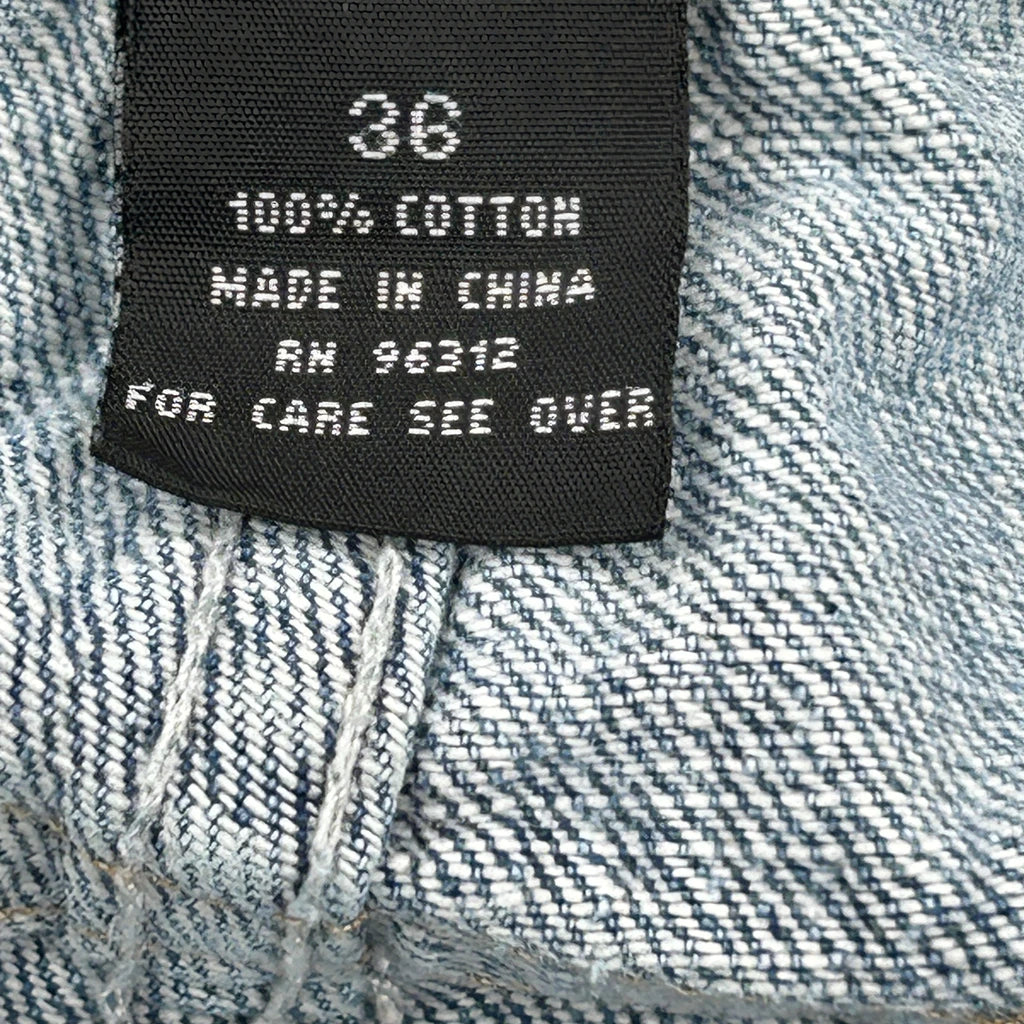 36
100% COTTON
MADE IN CHINA
RN 96312
FOR CARE SEE OVER